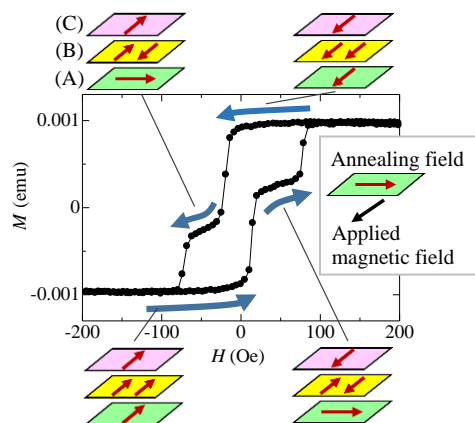 (C)
(B)
(A)
0.001
0
-0.001
M (emu)
-200
-100
0
100
200
H (Oe)
Annealing field
Applied
magnetic field